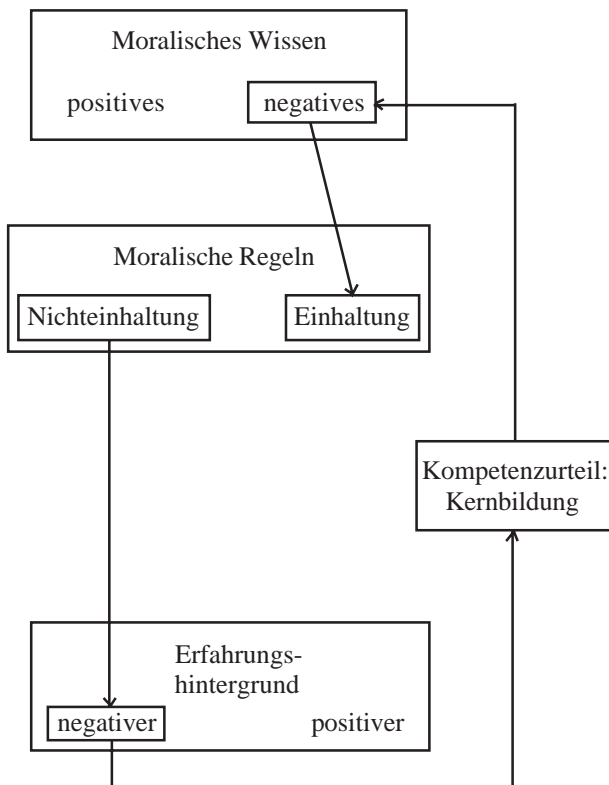 Moralisches Wissen
positives negatives
Moralische Regeln
Nichteinhaltung Einhaltung
Kompetenzurteil:
Kernbildung
Erfahrungs-
hintergrund
negativer positiver